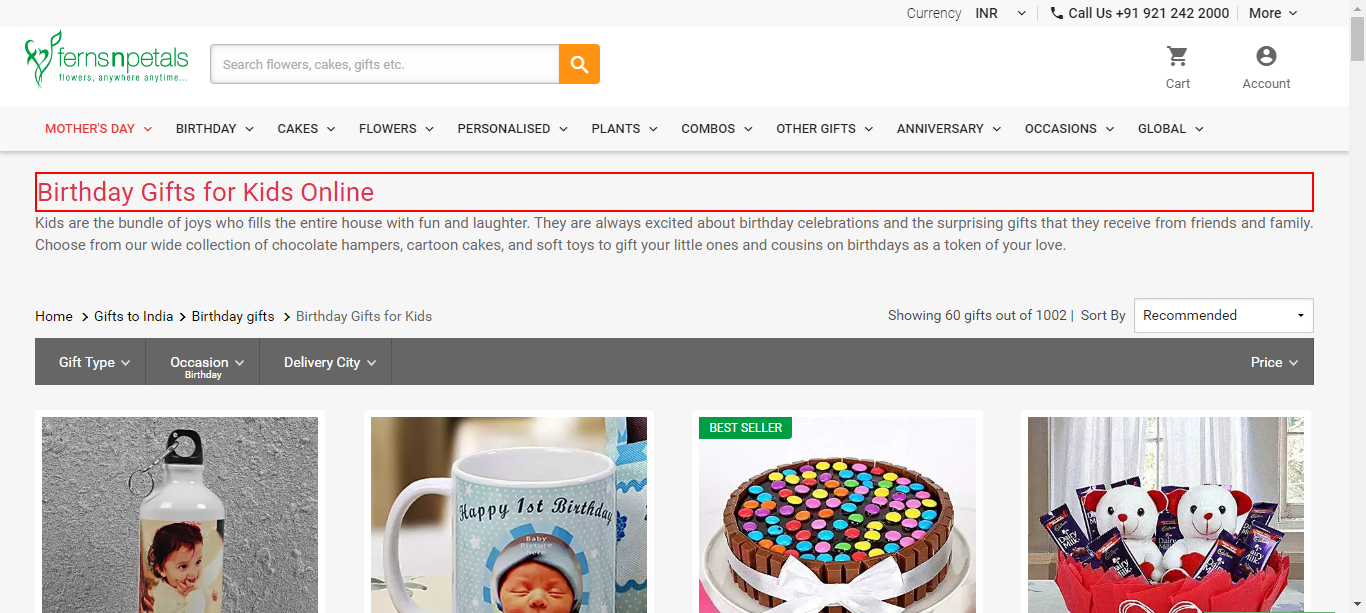 Currency INR Call Us +91 921 242 2000 More
fernsnpetals
flowers, anywhere anytime...
Search flowers, cakes, gifts etc.
Cart Account
MOTHER'S DAY BIRTHDAY CAKES FLOWERS PERSONALISED PLANTS COMBOS OTHER GIFTS ANNIVERSARY OCCASIONS GLOBAL
Birthday Gifts for Kids Online
Kids are the bundle of joys who fills the entire house with fun and laughter. They are always excited about birthday celebrations and the surprising gifts that they receive from friends and family.
Choose from our wide collection of chocolate hampers, cartoon cakes, and soft toys to gift your little ones and cousins on birthdays as a token of your love.
Home > Gifts to India > Birthday gifts > Birthday Gifts for Kids
Showing 60 gifts out of 1002 | Sort By Recommended
Gift Type Occasion Delivery City Price
Birthday
BEST SELLER
Happy 1st Birthday
Baby
Picture
here
Dairy
Milk
Dairy
Milk
Dairy
Milk